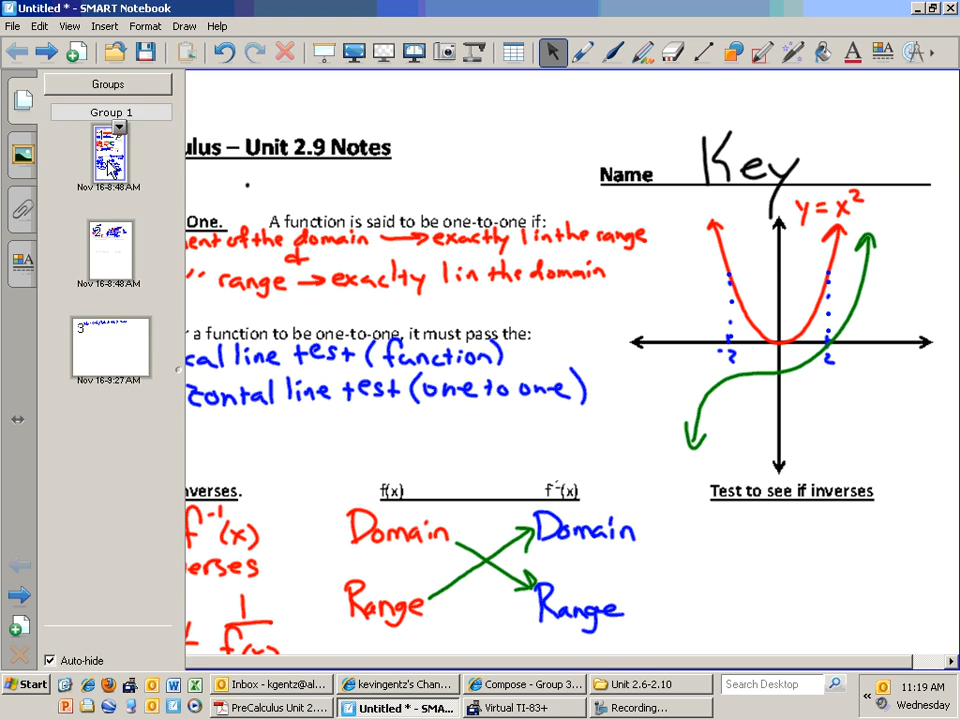 Untitled * - SMART Notebook
File Edit View Insert Format Draw Help
Groups
Group 1
Nov 16-8:48AM
Nov 16-8:48AM
3
Nov 16-9:27AM
Auto-hide
ulus – Unit 2.9 Notes
Name Key
One. A function is said to be one-to-one if:
ent of the domain → exactly 1 in the range
range → exaclty 1 in the domain
y = x²
-2 2
r a function to be one-to-one, it must pass the:
cal line test (function)
zontal line test (one to one)
nverses. f(x) f⁻¹(x) Test to see if inverses
f⁻¹(x) Domain Domain
erses
Range Range
1
f(x)
Start Inbox - kgentz@al... kevingentz's Chan... Compose - Group 3... Unit 2.6-2.10 Search Desktop 11:19 AM
PreCalculus Unit 2.... Untitled * - SMA... Virtual TI-83+ Recording... Wednesday